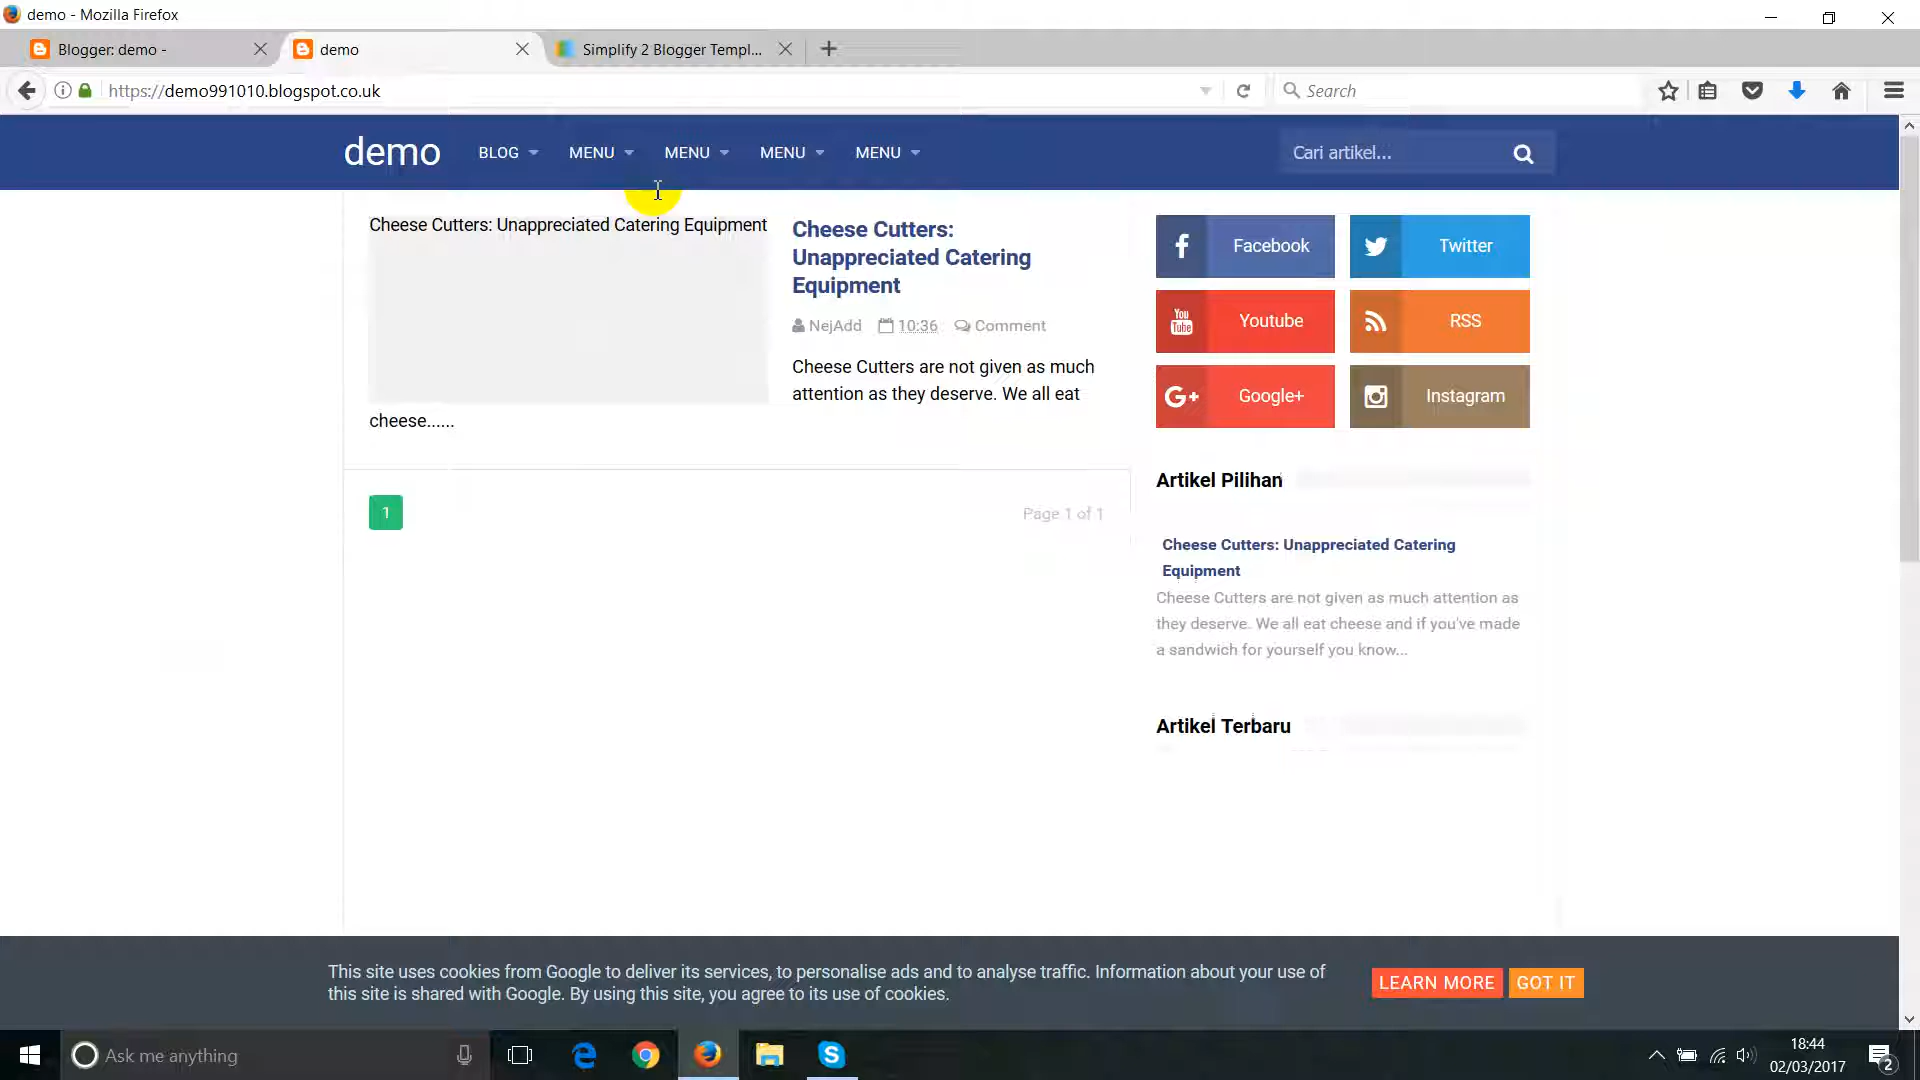 demo - Mozilla Firefox
Blogger: demo -
demo
Simplify 2 Blogger Templ...
https://demo991010.blogspot.co.uk
Search
demo
BLOG
MENU
MENU
MENU
MENU
Cari artikel...
Cheese Cutters: Unappreciated Catering Equipment
Cheese Cutters:
Unappreciated Catering
Equipment
NejAdd
10:36
Comment
Cheese Cutters are not given as much
attention as they deserve. We all eat
cheese......
1
Page 1 of 1
Facebook
Twitter
You
Tube
Youtube
RSS
G+
Google+
Instagram
Artikel Pilihan
Cheese Cutters: Unappreciated Catering
Equipment
Cheese Cutters are not given as much attention as
they deserve. We all eat cheese and if you've made
a sandwich for yourself you know...
Artikel Terbaru
This site uses cookies from Google to deliver its services, to personalise ads and to analyse traffic. Information about your use of
this site is shared with Google. By using this site, you agree to its use of cookies.
LEARN MORE
GOT IT
Ask me anything
18:44
02/03/2017
2